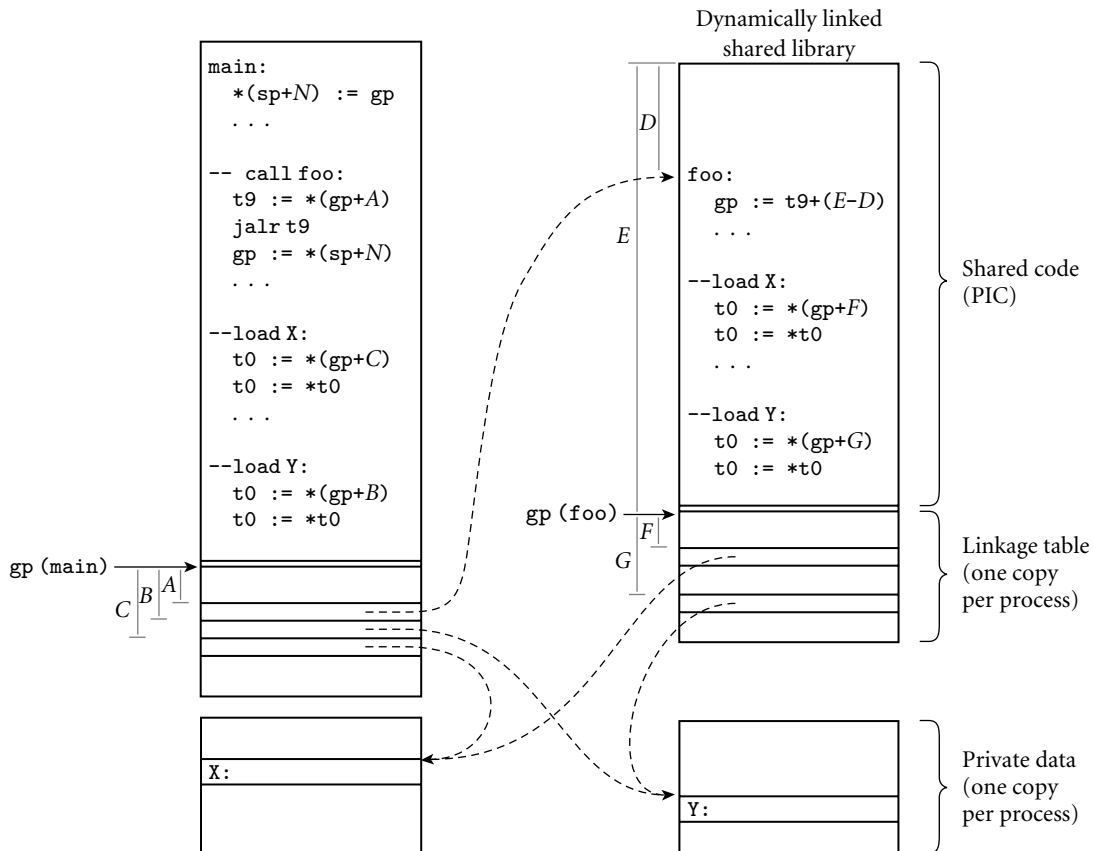 main:
*(sp+N) := gp
. . .
-- call foo:
t9 := *(gp+A)
jalr t9
gp := *(sp+N)
. . .
--load X:
t0 := *(gp+C)
t0 := *t0
. . .
--load Y:
t0 := *(gp+B)
t0 := *t0
gp (main)
C
B
A
X:
Dynamically linked
shared library
D
E
foo:
gp := t9+(E-D)
. . .
--load X:
t0 := *(gp+F)
t0 := *t0
. . .
--load Y:
t0 := *(gp+G)
t0 := *t0
gp (foo)
F
G
Y:
Shared code
(PIC)
Linkage table
(one copy
per process)
Private data
(one copy
per process)